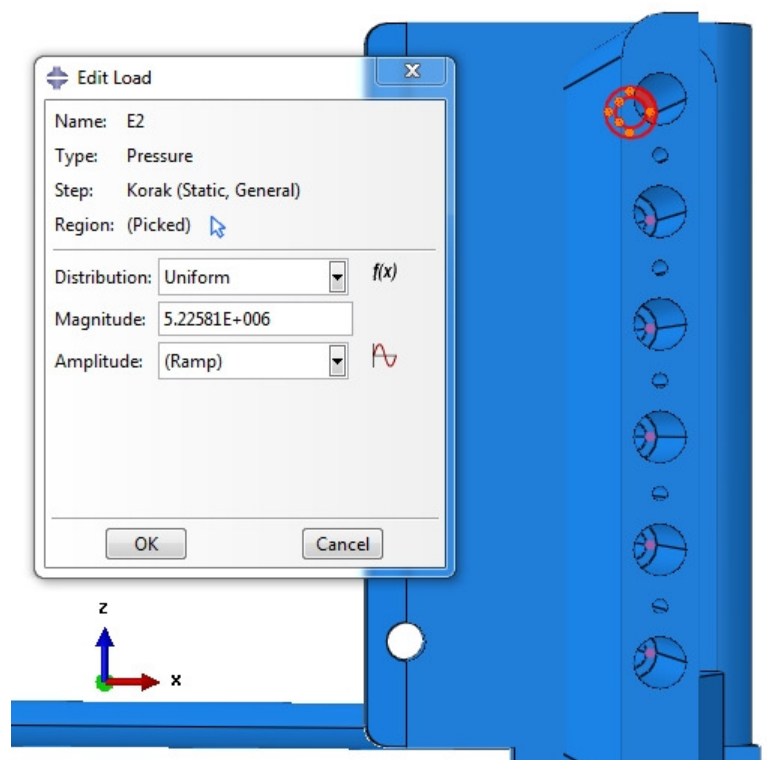 Edit Load
X
Name: E2
Type: Pressure
Step: Korak (Static, General)
Region: (Picked)
Distribution: Uniform f(x)
Magnitude: 5.22581E+006
Amplitude: (Ramp)
OK Cancel
Z
X